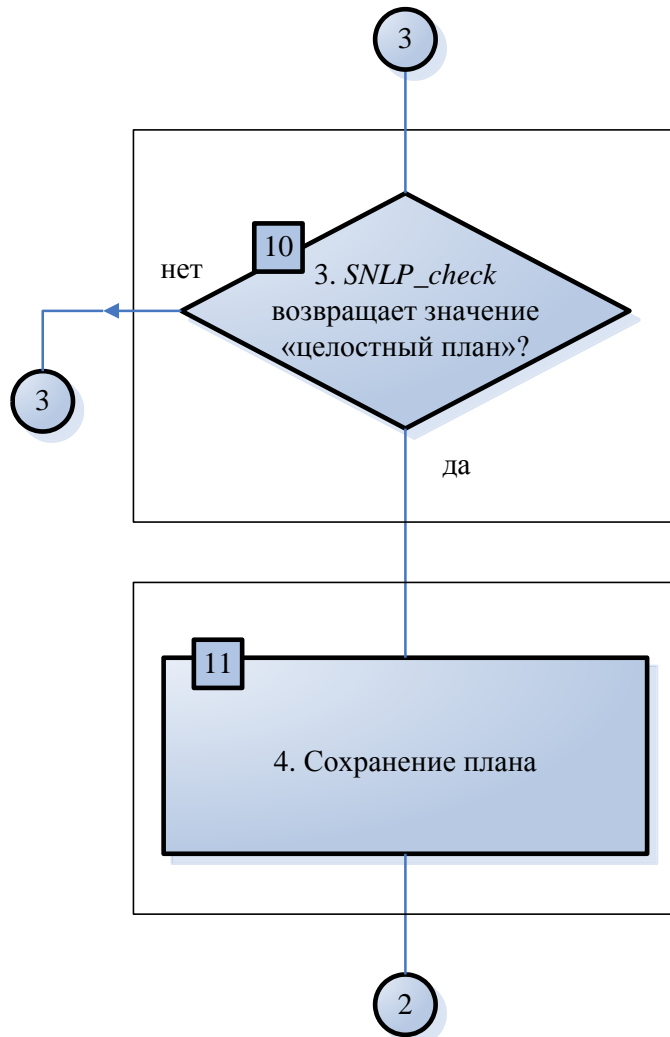 3
10
3. SNLP_check
возвращает значение
«целостный план»?
нет
3
да
11
4. Сохранение плана
2